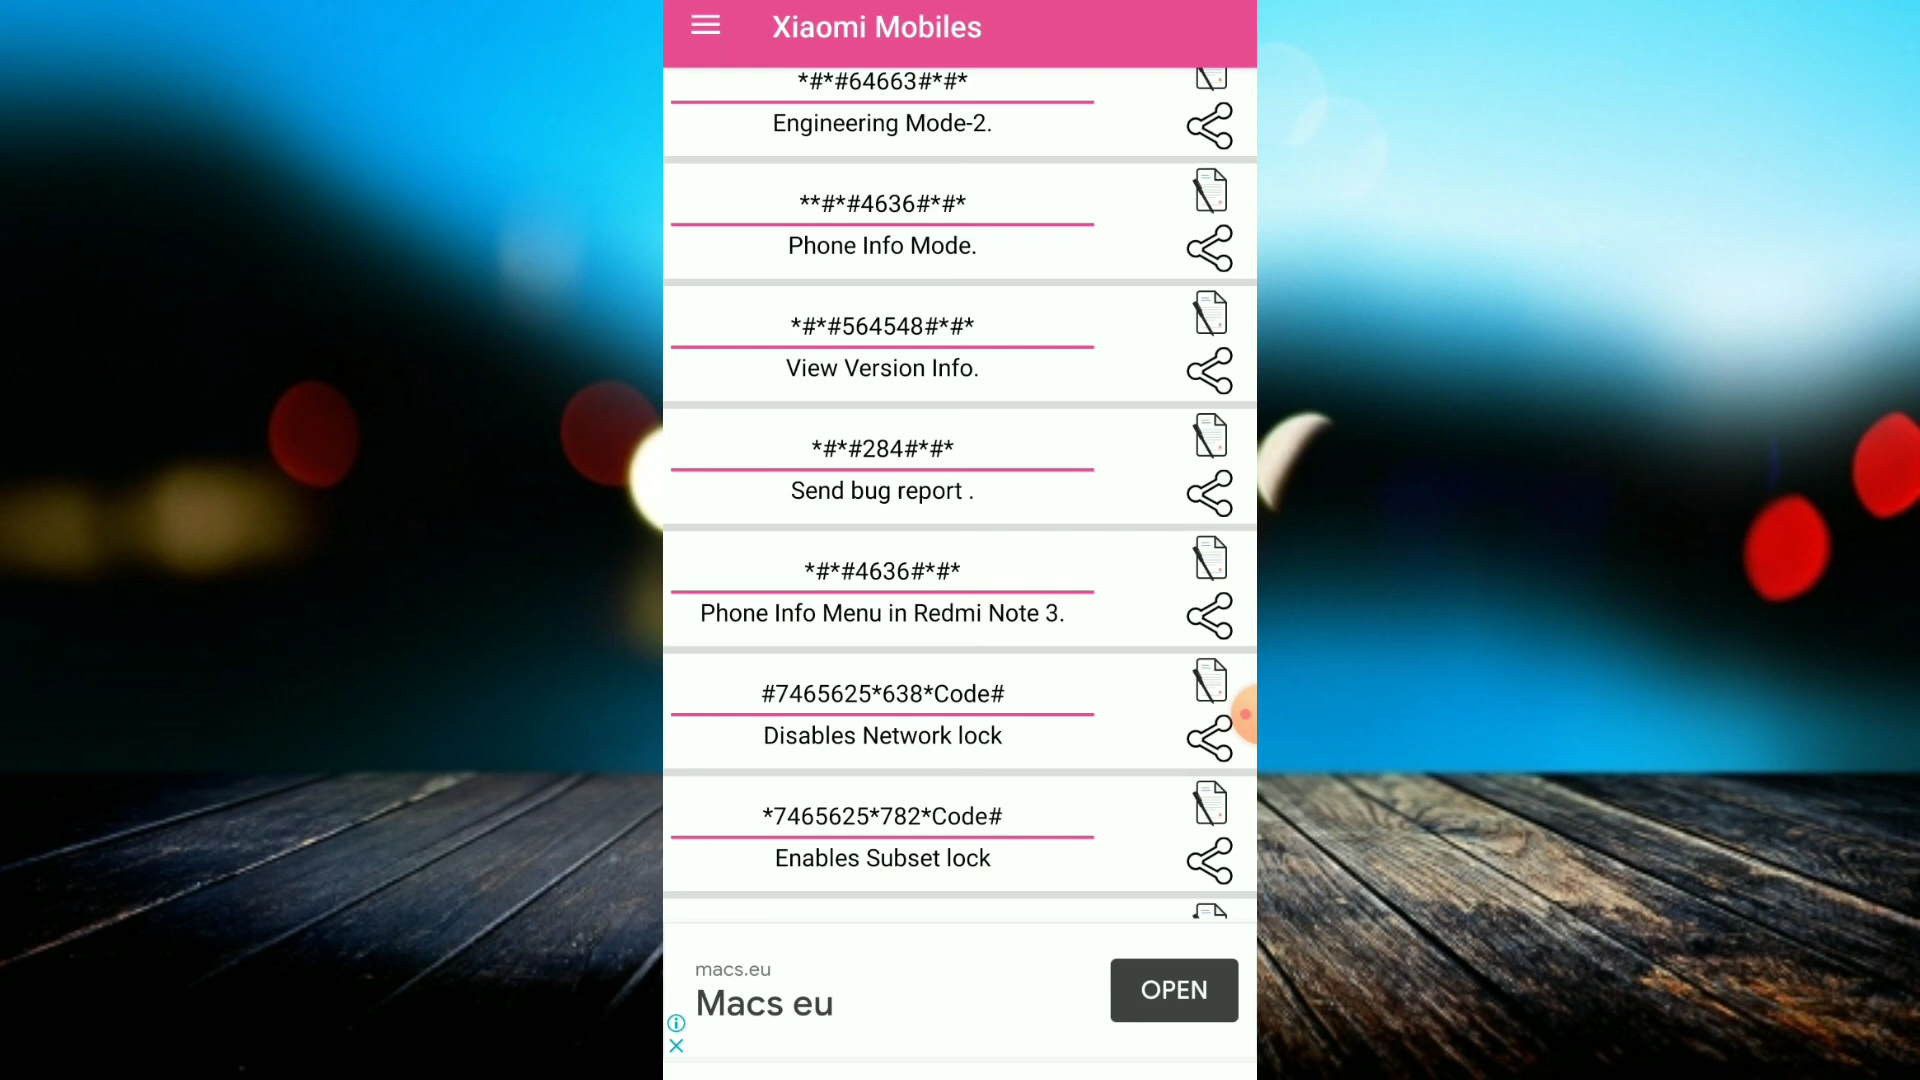 Xiaomi Mobiles
*#*#64663#*#*
Engineering Mode-2.
**#*#4636#*#*
Phone Info Mode.
*#*#564548#*#*
View Version Info.
*#*#284#*#*
Send bug report .
*#*#4636#*#*
Phone Info Menu in Redmi Note 3.
#7465625*638*Code#
Disables Network lock
*7465625*782*Code#
Enables Subset lock
macs.eu
Macs eu
OPEN